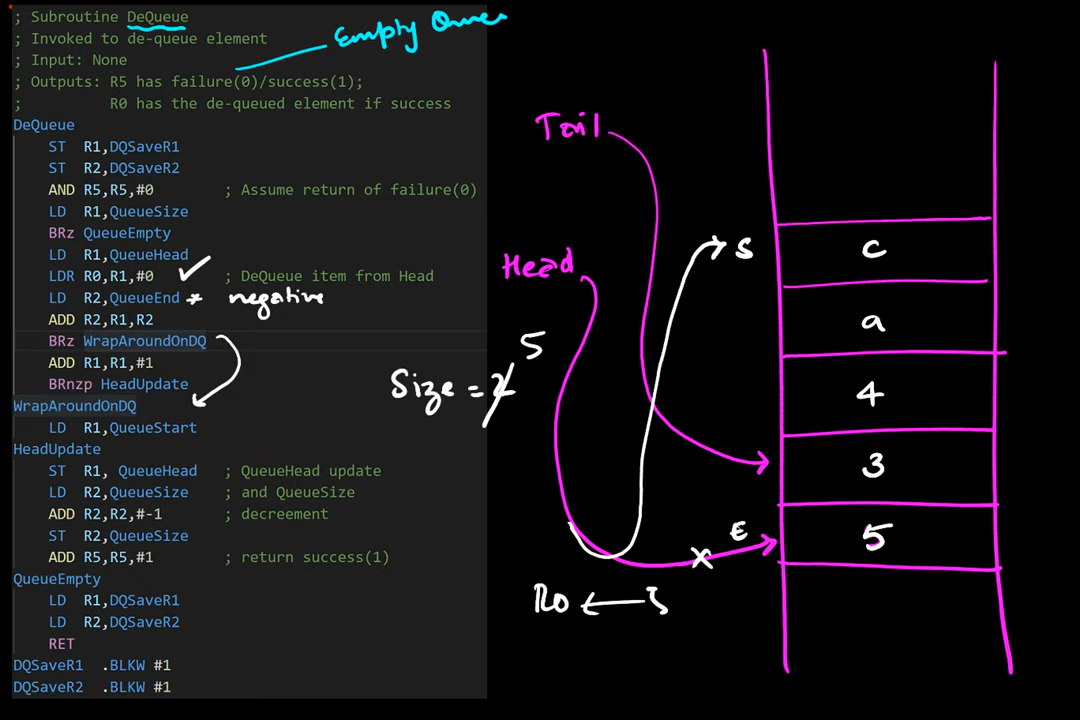 ; Subroutine DeQueue
; Invoked to de-queue element
; Input: None
; Outputs: R5 has failure(0)/success(1);
;          R0 has the de-queued element if success
DeQueue
ST R1,DQSaveR1
ST R2,DQSaveR2
AND R5,R5,#0 ; Assume return of failure(0)
LD R1,QueueSize
BRz QueueEmpty
LD R1,QueueHead
LDR R0,R1,#0 ; DeQueue item from Head
LD R2,QueueEnd * negative
ADD R2,R1,R2
BRz WrapAroundOnDQ
ADD R1,R1,#1
BRnzp HeadUpdate
WrapAroundOnDQ
LD R1,QueueStart
HeadUpdate
ST R1, QueueHead ; QueueHead update
LD R2,QueueSize ; and QueueSize
ADD R2,R2,#-1 ; decreement
ST R2,QueueSize
ADD R5,R5,#1 ; return success(1)
QueueEmpty
LD R1,DQSaveR1
LD R2,DQSaveR2
RET
DQSaveR1 .BLKW #1
DQSaveR2 .BLKW #1
Empty
Tail
Head
S
5
Size =
E
R0
c
a
4
3
5